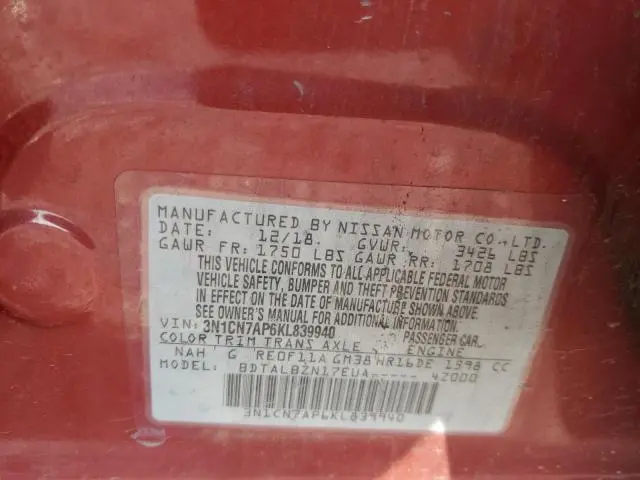 MANUFACTURED BY NISSAN MOTOR CO., LTD.
DATE: 12/18 GVWR: 3426 LBS
GAWR FR: 1750 LBS GAWR RR: 1708 LBS
THIS VEHICLE CONFORMS TO ALL APPLICABLE FEDERAL MOTOR
VEHICLE SAFETY, BUMPER AND THEFT PREVENTION STANDARDS
IN EFFECT ON THE DATE OF MANUFACTURE SHOWN ABOVE.
SEE OWNER'S MANUAL FOR ADDITIONAL INFORMATION
VIN: 3N1CN7AP6KL839940 PASSENGER CAR
COLOR TRIM TRANS AXLE ENGINE
NAH G RE0F11A GM38 HR16DE 1598 CC
MODEL: BDTALBZN17EUA----- 42000
3N1CN7AP6KL839940